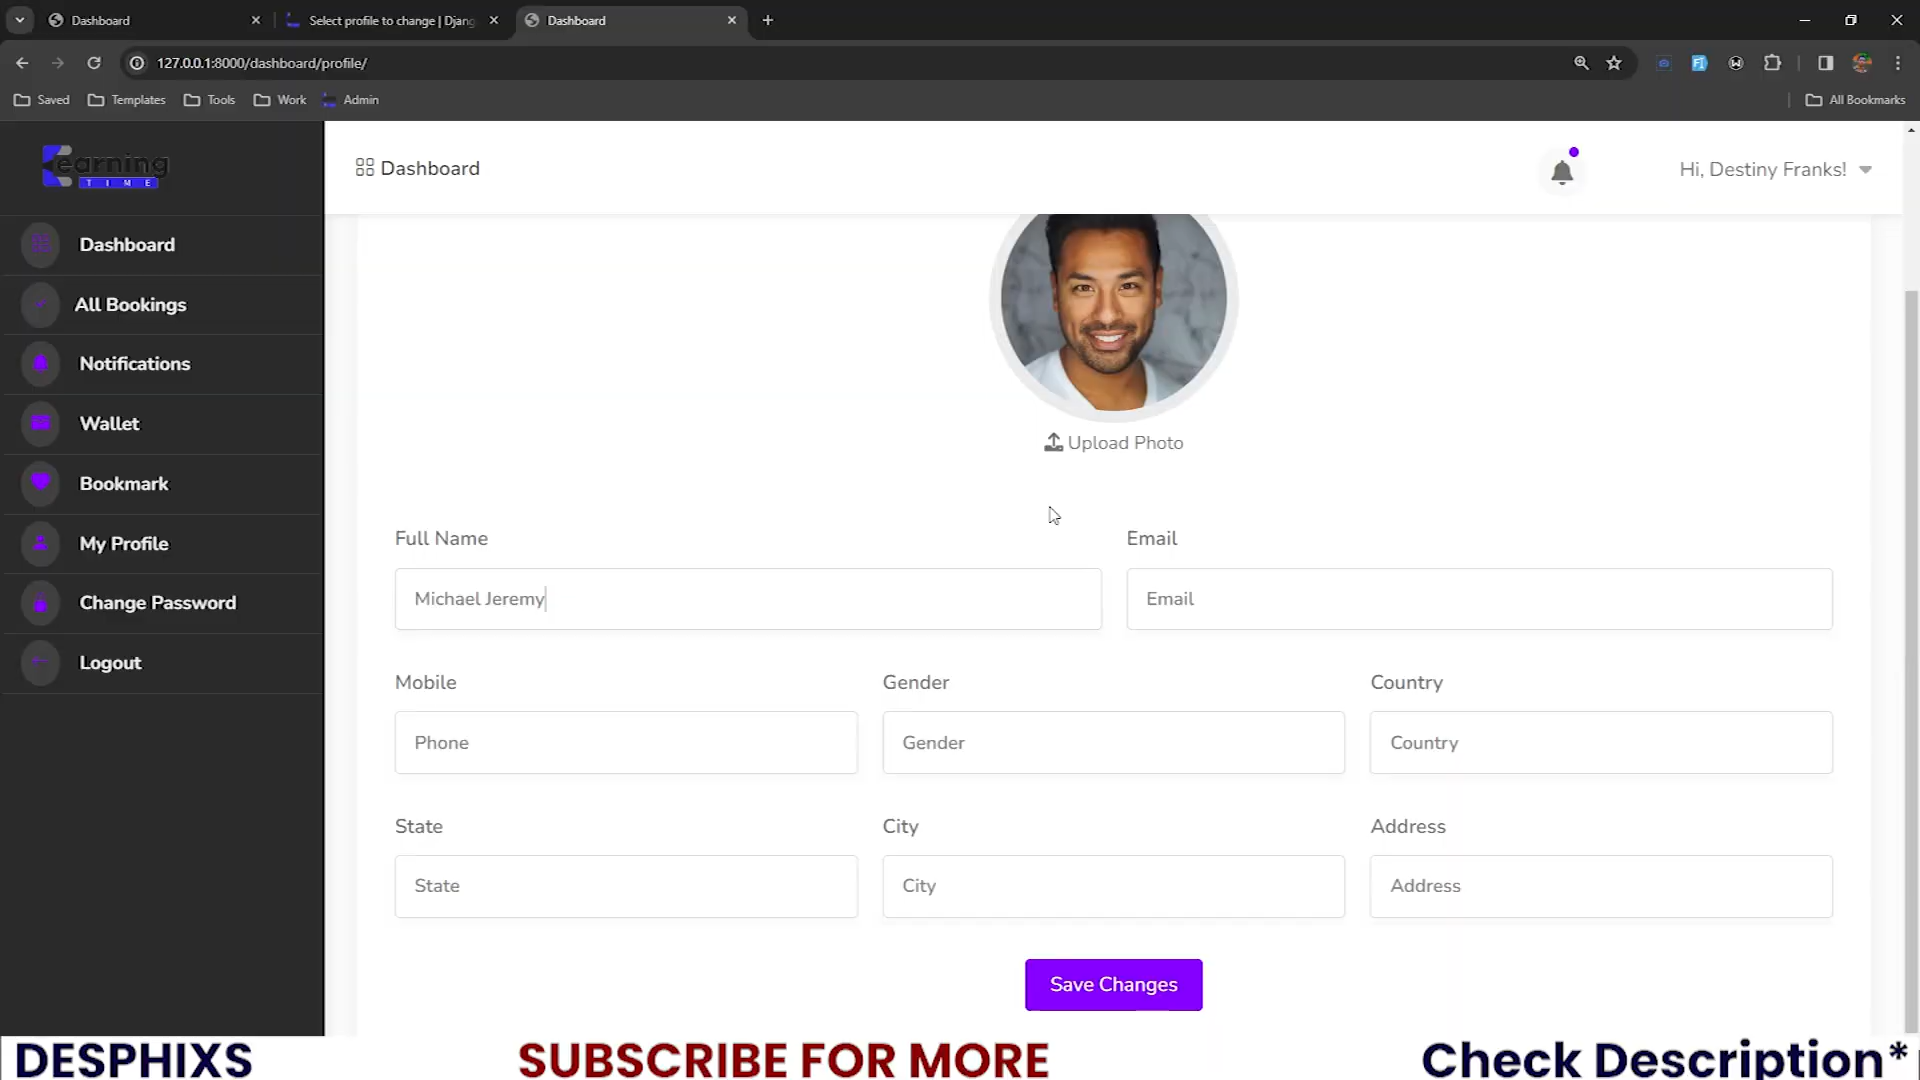 Dashboard
Select profile to change | Djang
Dashboard
127.0.0.1:8000/dashboard/profile/
Saved
Templates
Tools
Work
Admin
All Bookmarks
Learning
TIME
Dashboard
Hi, Destiny Franks!
Dashboard
All Bookings
Notifications
Wallet
Bookmark
My Profile
Change Password
Logout
Upload Photo
Full Name
Email
Michael Jeremy
Email
Mobile
Gender
Country
Phone
Gender
Country
State
City
Address
State
City
Address
Save Changes
DESPHIXS
SUBSCRIBE FOR MORE
Check Description*